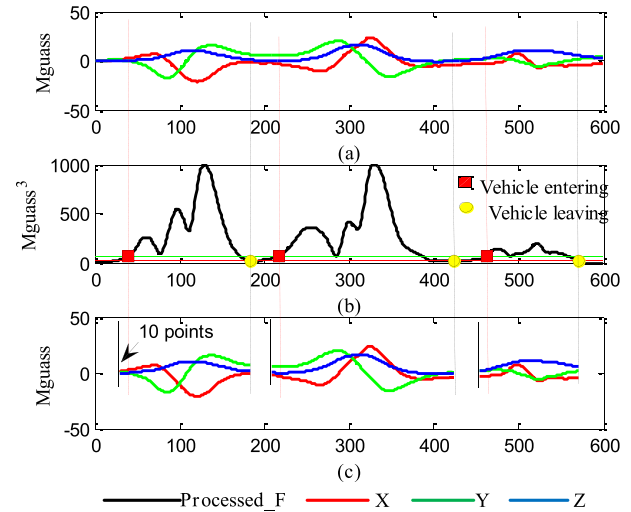 50
0
-50
Mguass
0 100 200 300 400 500 600
(a)
1000
500
0
Mguass3
Vehicle entering
Vehicle leaving
0 100 200 300 400 500 600
(b)
50
0
-50
Mguass
10 points
0 100 200 300 400 500 600
(c)
Processed_F X Y Z